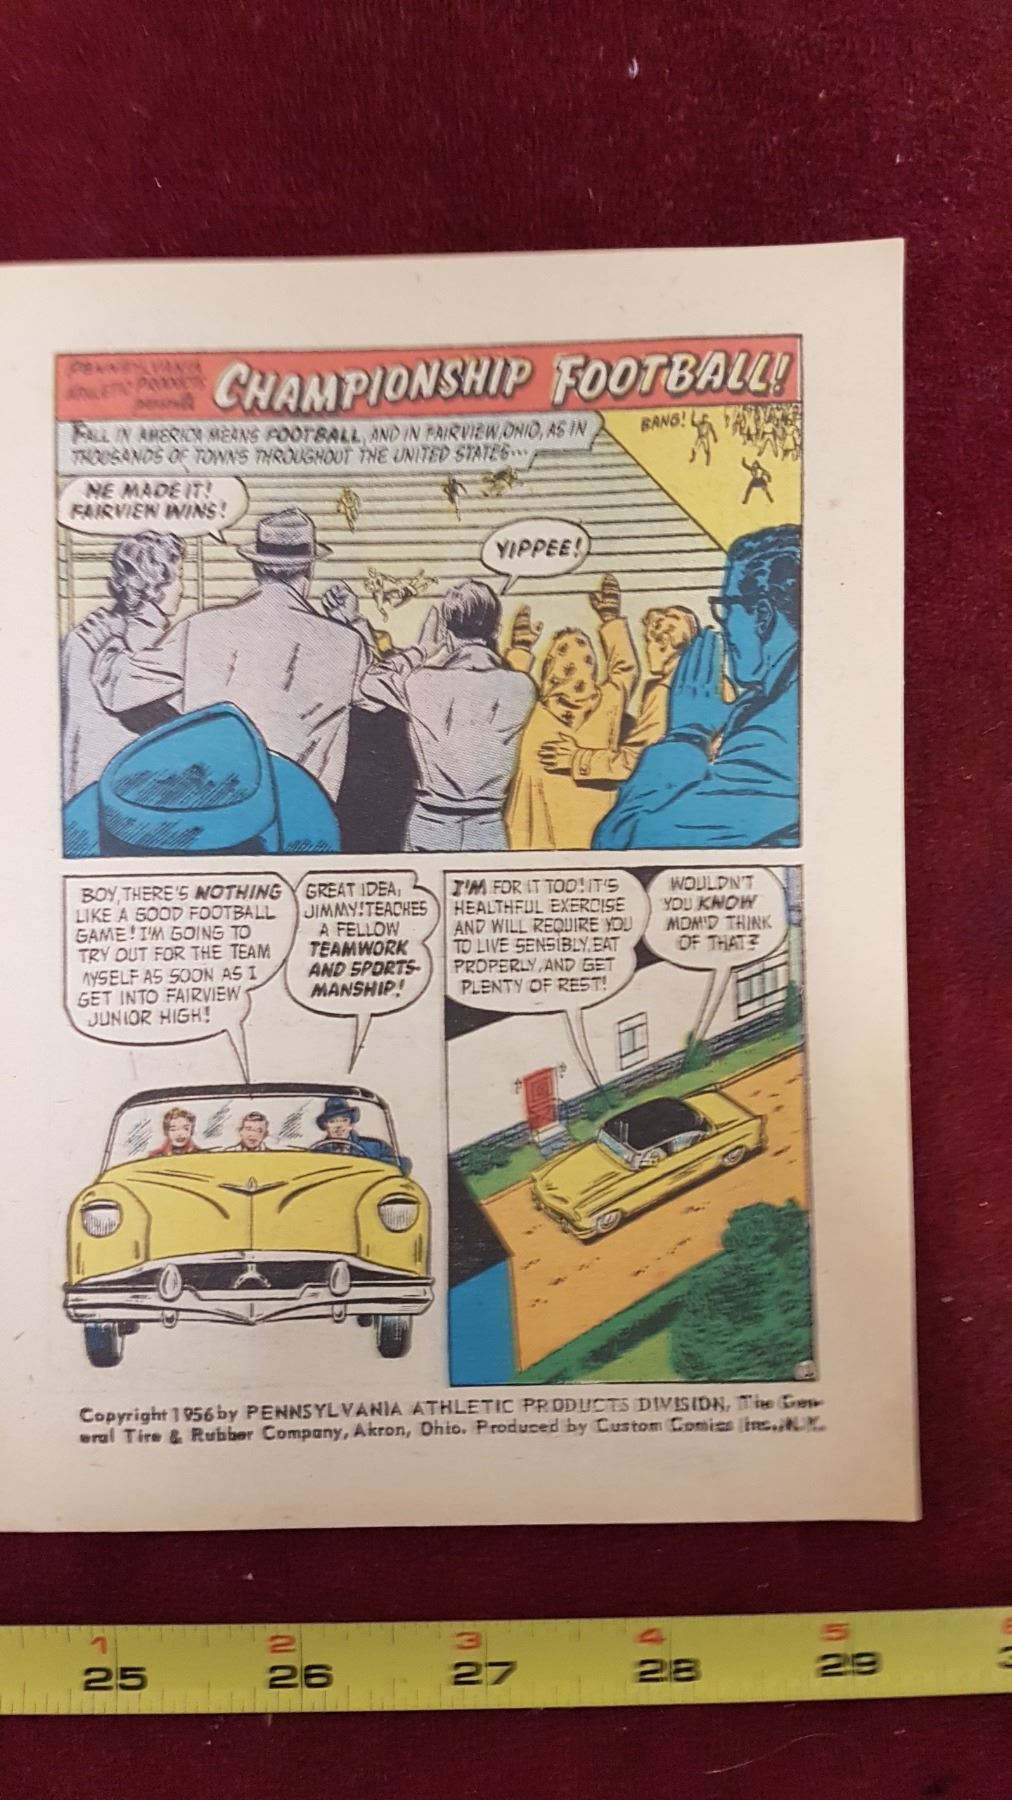 PENNSYLVANIA
ATHLETIC PRODUCTS
presents
CHAMPIONSHIP FOOTBALL!
FALL IN AMERICA MEANS FOOTBALL, AND IN FAIRVIEW, OHIO, AS IN
THOUSANDS OF TOWNS THROUGHOUT THE UNITED STATES...
BANG!
HE MADE IT!
FAIRVIEW WINS!
YIPPEE!
BOY, THERE'S NOTHING
LIKE A GOOD FOOTBALL
GAME! I'M GOING TO
TRY OUT FOR THE TEAM
MYSELF AS SOON AS I
GET INTO FAIRVIEW
JUNIOR HIGH!
GREAT IDEA,
JIMMY! TEACHES
A FELLOW
TEAMWORK
AND SPORTS-
MANSHIP!
I'M FOR IT TOO! IT'S
HEALTHFUL EXERCISE
AND WILL REQUIRE YOU
TO LIVE SENSIBLY, EAT
PROPERLY, AND GET
PLENTY OF REST!
WOULDN'T
YOU KNOW
MOM'D THINK
OF THAT?
1
Copyright 1956 by PENNSYLVANIA ATHLETIC PRODUCTS DIVISION, The Gen-
eral Tire & Rubber Company, Akron, Ohio. Produced by Custom Comics Inc., N.Y.
1 2 3 4 5
25 26 27 28 29